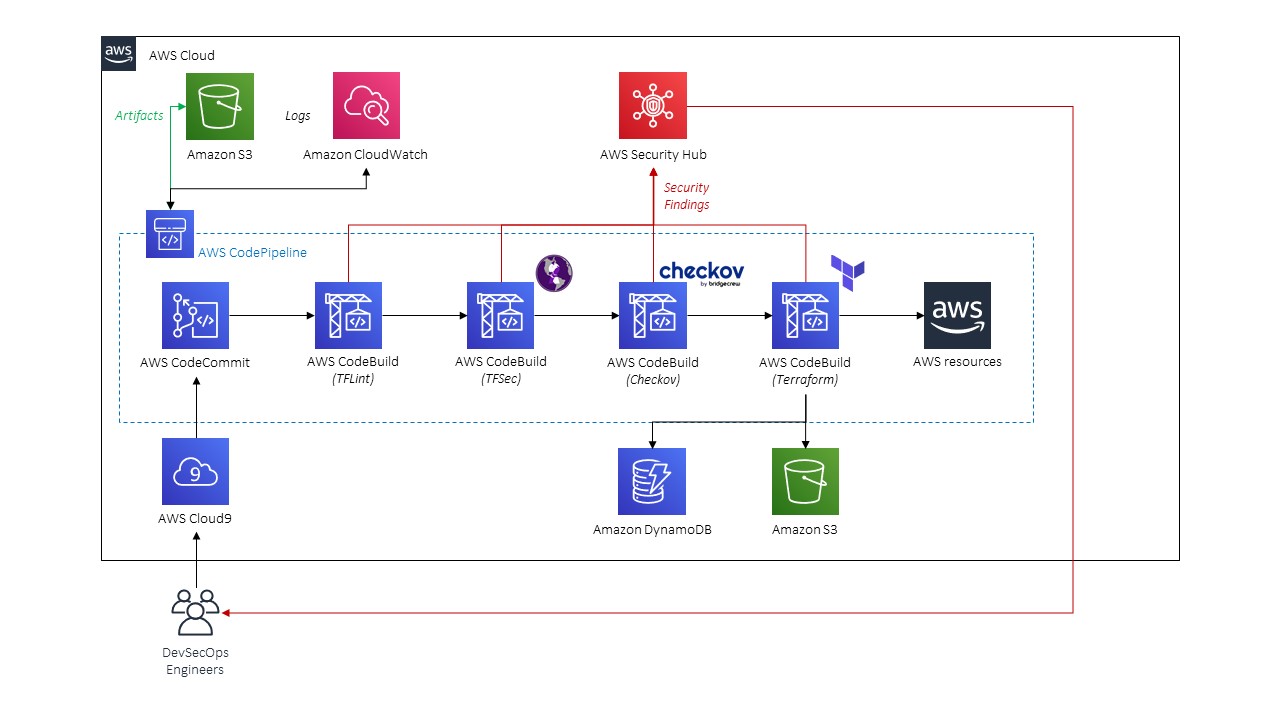 aws
AWS Cloud
Artifacts
Logs
Amazon S3
Amazon CloudWatch
AWS Security Hub
Security
Findings
AWS CodePipeline
checkov
by bridgecrew
aws
AWS CodeCommit
AWS CodeBuild
(TFLint)
AWS CodeBuild
(TFSec)
AWS CodeBuild
(Checkov)
AWS CodeBuild
(Terraform)
AWS resources
9
AWS Cloud9
Amazon DynamoDB
Amazon S3
DevSecOps
Engineers